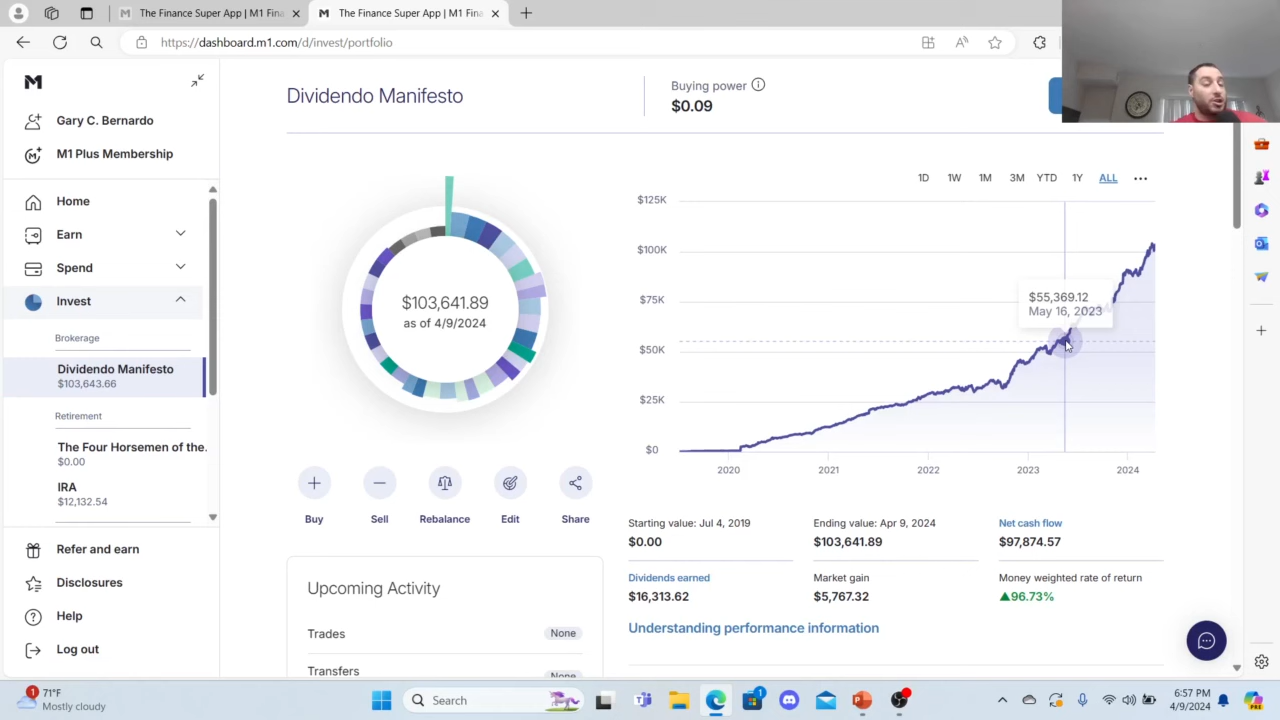 The Finance Super App | M1 Finan
The Finance Super App | M1 Fina
https://dashboard.m1.com/d/invest/portfolio
Gary C. Bernardo
M1 Plus Membership
Home
Earn
Spend
Invest
Brokerage
Dividendo Manifesto
$103,643.66
Retirement
The Four Horsemen of the.
$0.00
IRA
$12,132.54
Refer and earn
Disclosures
Help
Log out
Dividendo Manifesto
Buying power
$0.09
$103,641.89
as of 4/9/2024
Buy
Sell
Rebalance
Edit
Share
Upcoming Activity
Trades
None
Transfers
None
1D 1W 1M 3M YTD 1Y ALL
$125K
$100K
$75K
$50K
$25K
$0
$55,369.12
May 16, 2023
2020 2021 2022 2023 2024
Starting value: Jul 4, 2019
$0.00
Ending value: Apr 9, 2024
$103,641.89
Net cash flow
$97,874.57
Dividends earned
$16,313.62
Market gain
$5,767.32
Money weighted rate of return
▲96.73%
Understanding performance information
1
71°F
Mostly cloudy
Search
1
6:57 PM
4/9/2024